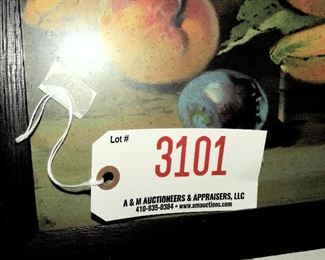 Lot #
3101
A & M AUCTIONEERS & APPRAISERS, LLC
410-835-0384 • www.amauctions.com